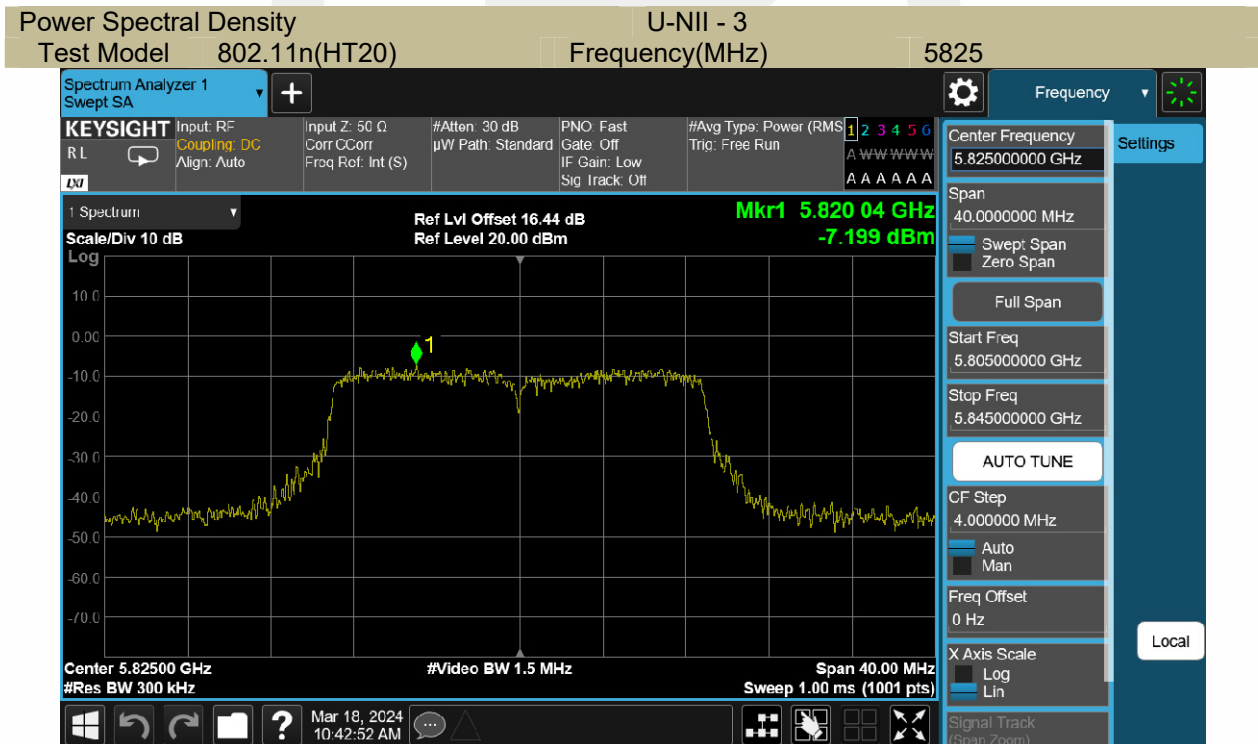 Power Spectral Density U-NII - 3
Test Model 802.11n(HT20) Frequency(MHz) 5825
Spectrum Analyzer 1
Swept SA
Frequency
KEYSIGHT Input: RF Input Z: 50 Ω #Atten: 30 dB PNO: Fast #Avg Type: Power (RMS 1 2 3 4 5 6
R L Coupling: DC Corr CCorr µW Path: Standard Gate: Off Trig: Free Run A W W W W W
Align: Auto Freq Ref: Int (S) IF Gain: Low
LXI Sig Track: Off A A A A A A
1 Spectrum Ref Lvl Offset 16.44 dB Mkr1 5.820 04 GHz
Scale/Div 10 dB Ref Level 20.00 dBm -7.199 dBm
Log
10.0
0.00
1
-10.0
-20.0
-30.0
-40.0
-50.0
-60.0
-70.0
Center 5.82500 GHz #Video BW 1.5 MHz Span 40.00 MHz
#Res BW 300 kHz Sweep 1.00 ms (1001 pts)
Mar 18, 2024
10:42:52 AM
Center Frequency
5.825000000 GHz
Settings
Span
40.0000000 MHz
Swept Span
Zero Span
Full Span
Start Freq
5.805000000 GHz
Stop Freq
5.845000000 GHz
AUTO TUNE
CF Step
4.000000 MHz
Auto
Man
Freq Offset
0 Hz
X Axis Scale
Log
Lin
Local
Signal Track
(Span Zoom)